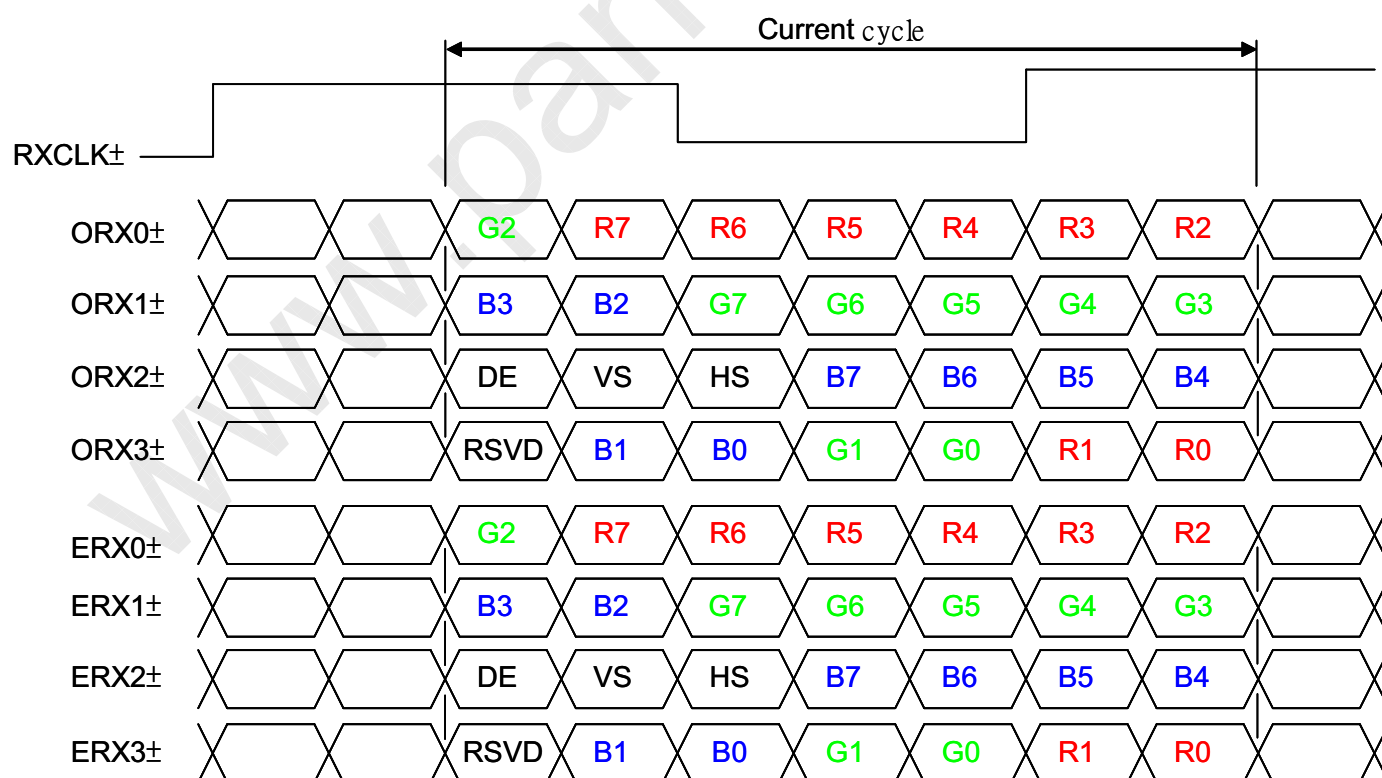 Current cycle
RXCLK±
ORX0± G2 R7 R6 R5 R4 R3 R2
ORX1± B3 B2 G7 G6 G5 G4 G3
ORX2± DE VS HS B7 B6 B5 B4
ORX3± RSVD B1 B0 G1 G0 R1 R0
ERX0± G2 R7 R6 R5 R4 R3 R2
ERX1± B3 B2 G7 G6 G5 G4 G3
ERX2± DE VS HS B7 B6 B5 B4
ERX3± RSVD B1 B0 G1 G0 R1 R0
www.pan